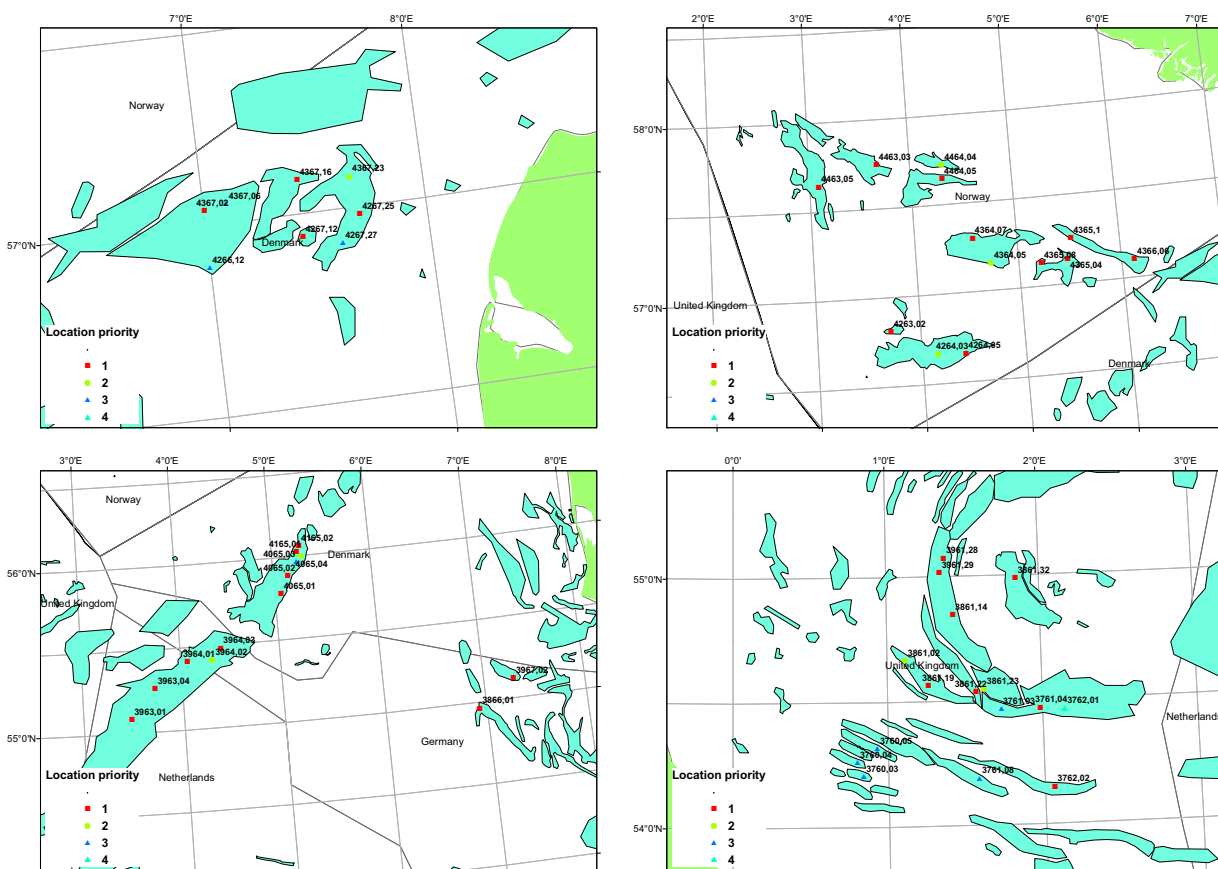 7°0'E 8°0'E
Norway
4367,16
4367,23
4367,02
4367,06
4267,25
4267,12
4267,27
57°0'N
Denmark
4266,12
Location priority
1
2
3
4
2°0'E 3°0'E 4°0'E 5°0'E 6°0'E 7°0'E
58°0'N
4463,03
4464,04
4464,05
4463,05
Norway
4364,07
4365,1
4364,05
4365,08
4366,06
4365,04
57°0'N
United Kingdom
4263,02
4264,03
4264,05
Denmark
Location priority
1
2
3
4
3°0'E 4°0'E 5°0'E 6°0'E 7°0'E 8°0'E
Norway
4165,02
4065,03
Denmark
4065,04
4065,02
56°0'N
4065,01
United Kingdom
3964,03
3964,01
3964,02
3963,04
3963,01
3967,02
3866,01
55°0'N
Germany
Netherlands
Location priority
1
2
3
4
54°0'N
0°0' 1°0'E 2°0'E 3°0'E
3961,28
3961,29
3861,32
55°0'N
3861,14
3861,02
United Kingdom
3861,19
3861,22
3861,23
3761,03
3761,04
3762,01
Netherlands
3760,05
3760,04
3760,03
3761,08
3762,02
Location priority
1
2
3
4
54°0'N